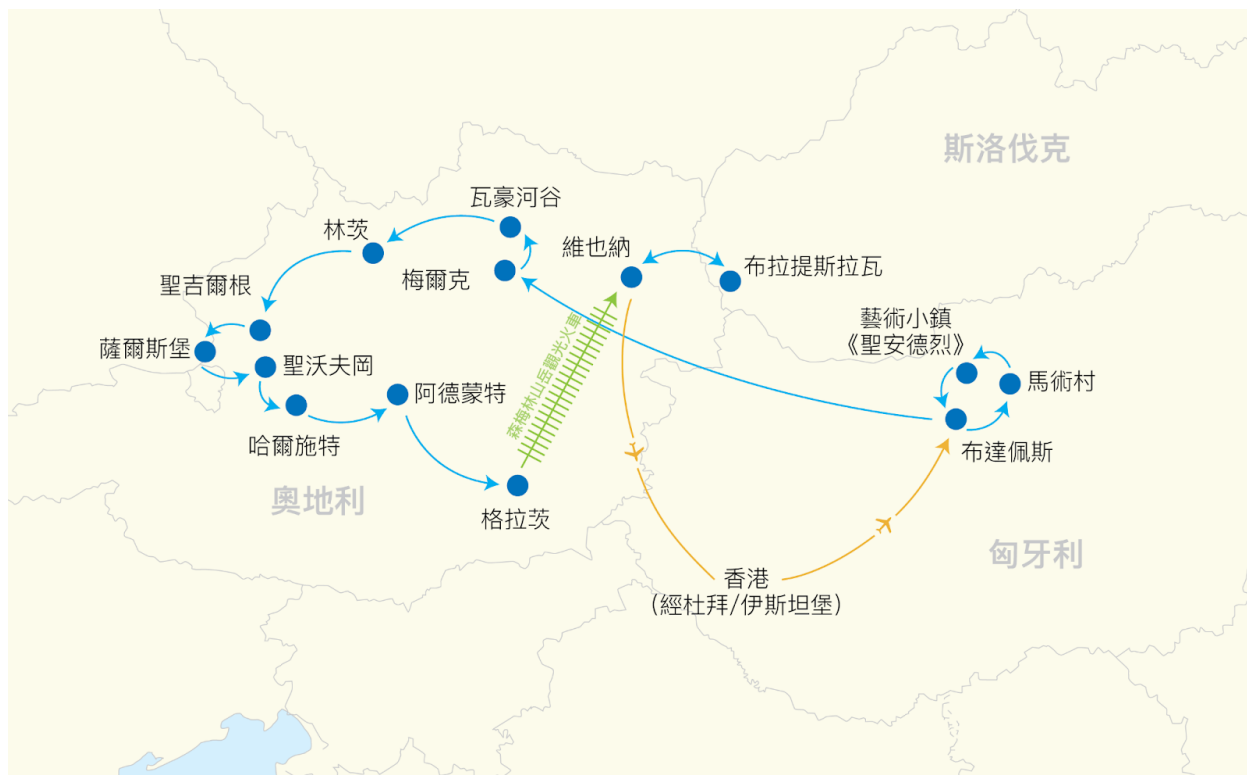 斯洛伐克
瓦豪河谷
林茨
維也納
布拉提斯拉瓦
梅爾克
聖吉爾根
藝術小鎮
《聖安德烈》
薩爾斯堡
聖沃夫岡
馬術村
阿德蒙特
森梅林山岳觀光火車
哈爾施特
布達佩斯
奧地利
格拉茨
匈牙利
香港
(經杜拜/伊斯坦堡)